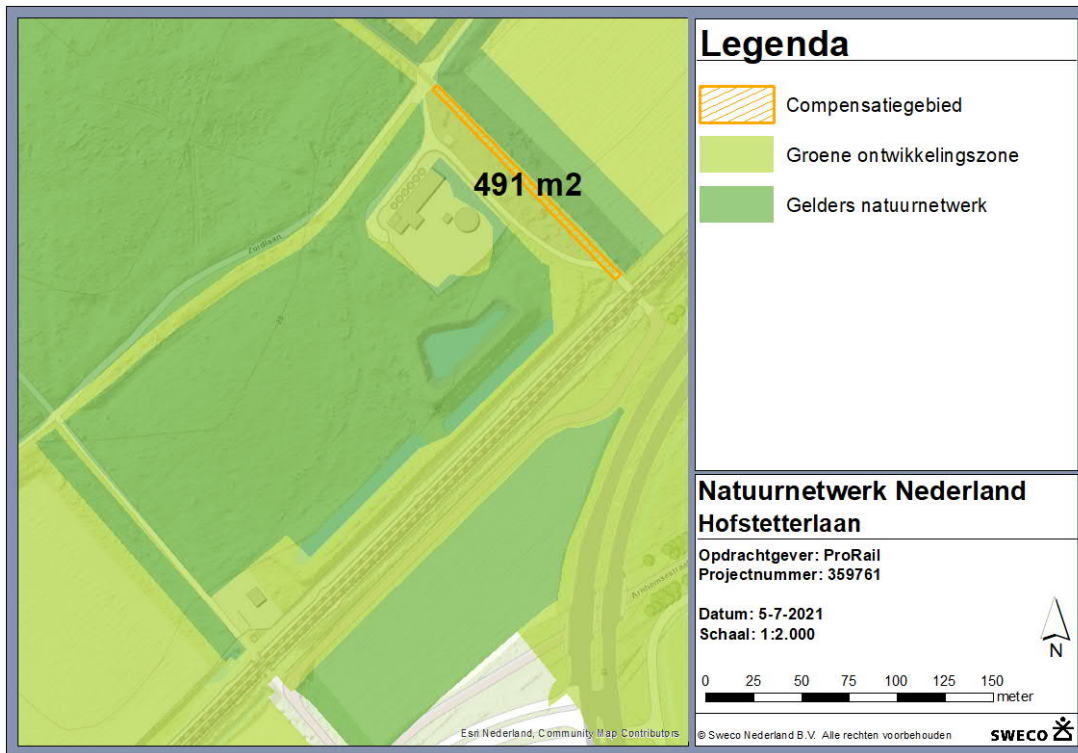 Legenda
Compensatiegebied
Groene ontwikkelingszone
Gelders natuurnetwerk
491 m2
Zuidlaan
Arnhemsestraat
Esri Nederland, Community Map Contributors
Natuurnetwerk Nederland
Hofstetterlaan
Opdrachtgever: ProRail
Projectnummer: 359761
Datum: 5-7-2021
Schaal: 1:2.000
N
0 25 50 75 100 125 150
meter
© Sweco Nederland B.V. Alle rechten voorbehouden
SWECO